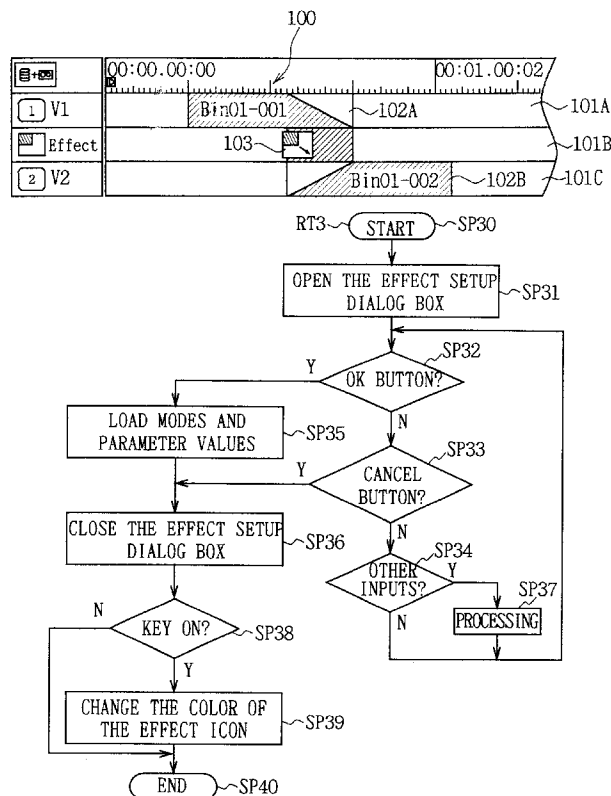 100
00:00.00:00 00:01.00:02
1 V1 Bin01-001 102A 101A
Effect 103 101B
2 V2 Bin01-002 102B 101C
RT3 START SP30
OPEN THE EFFECT SETUP
DIALOG BOX
SP31
SP32
Y OK BUTTON?
N
LOAD MODES AND
PARAMETER VALUES
SP35
SP33
Y CANCEL
BUTTON?
N
CLOSE THE EFFECT SETUP
DIALOG BOX
SP36
SP34
OTHER
INPUTS?
Y
N
SP37
PROCESSING
N KEY ON? SP38
Y
CHANGE THE COLOR OF
THE EFFECT ICON
SP39
END SP40